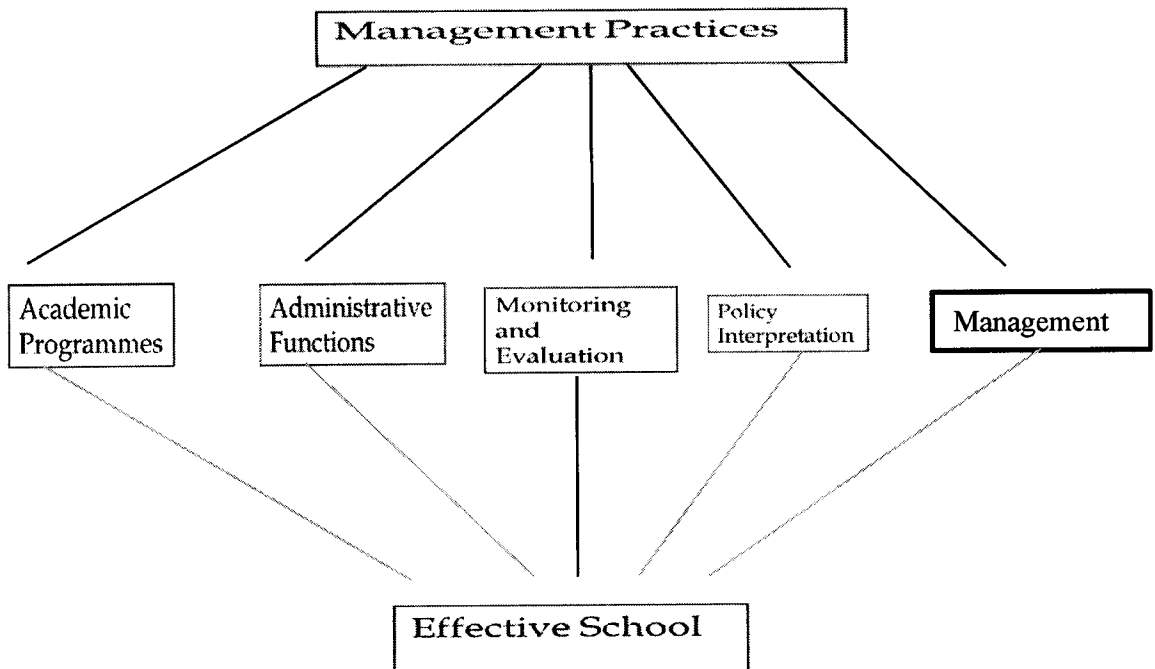 Management Practices
Academic
Programmes
Administrative
Functions
Monitoring
and
Evaluation
Policy
Interpretation
Management
Effective School